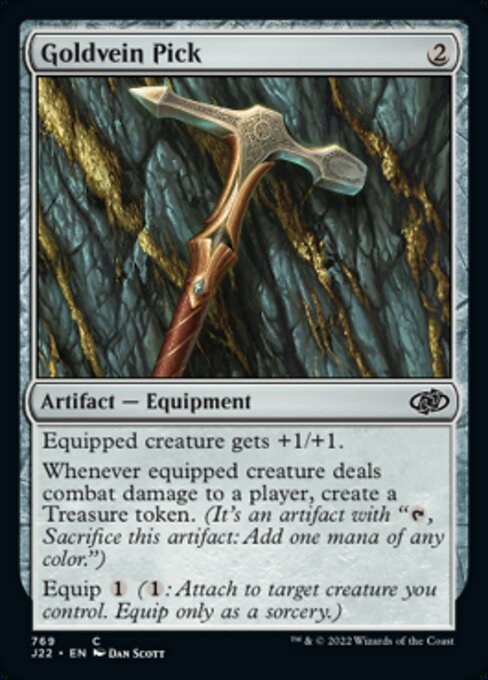 Goldvein Pick 2
Artifact — Equipment
Equipped creature gets +1/+1.
Whenever equipped creature deals
combat damage to a player, create a
Treasure token. (It's an artifact with “,
Sacrifice this artifact: Add one mana of any
color.”)
Equip 1 (1: Attach to target creature you
control. Equip only as a sorcery.)
769 C
J22 • EN DAN SCOTT
™ & © 2022 Wizards of the Coast